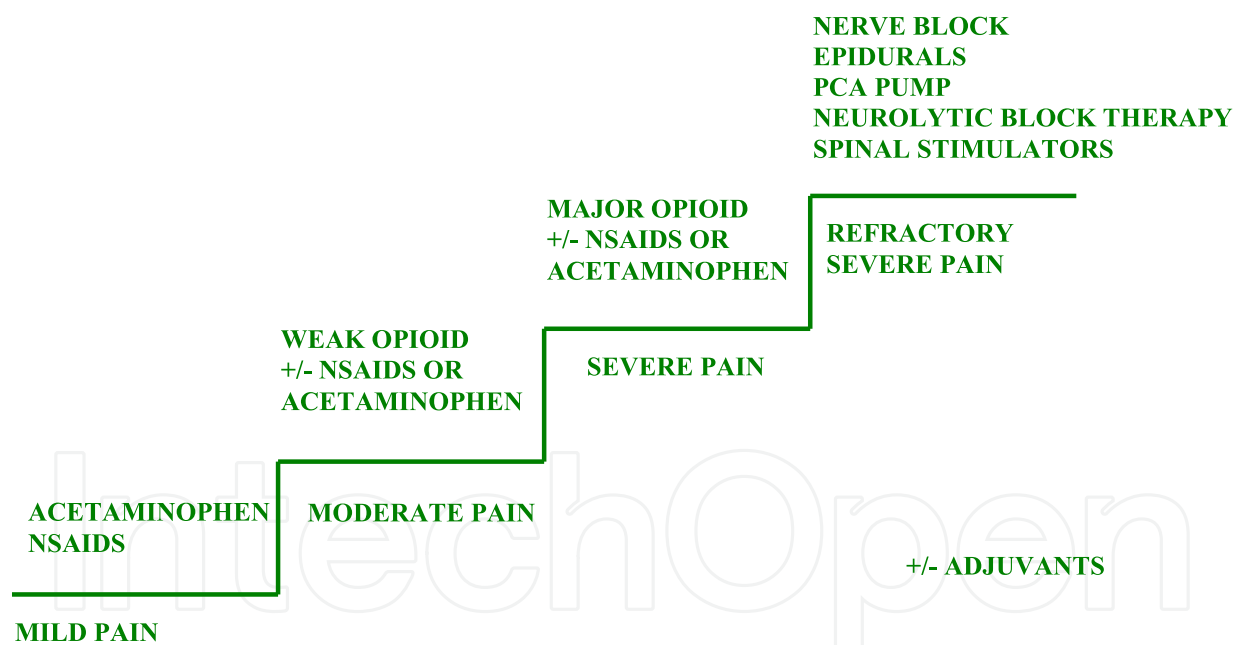 NERVE BLOCK
EPIDURALS
PCA PUMP
NEUROLYTIC BLOCK THERAPY
SPINAL STIMULATORS
MAJOR OPIOID
+/- NSAIDS OR
ACETAMINOPHEN
REFRACTORY
SEVERE PAIN
WEAK OPIOID
+/- NSAIDS OR
ACETAMINOPHEN
SEVERE PAIN
ACETAMINOPHEN
NSAIDS
MODERATE PAIN
+/- ADJUVANTS
MILD PAIN
IntechOpen